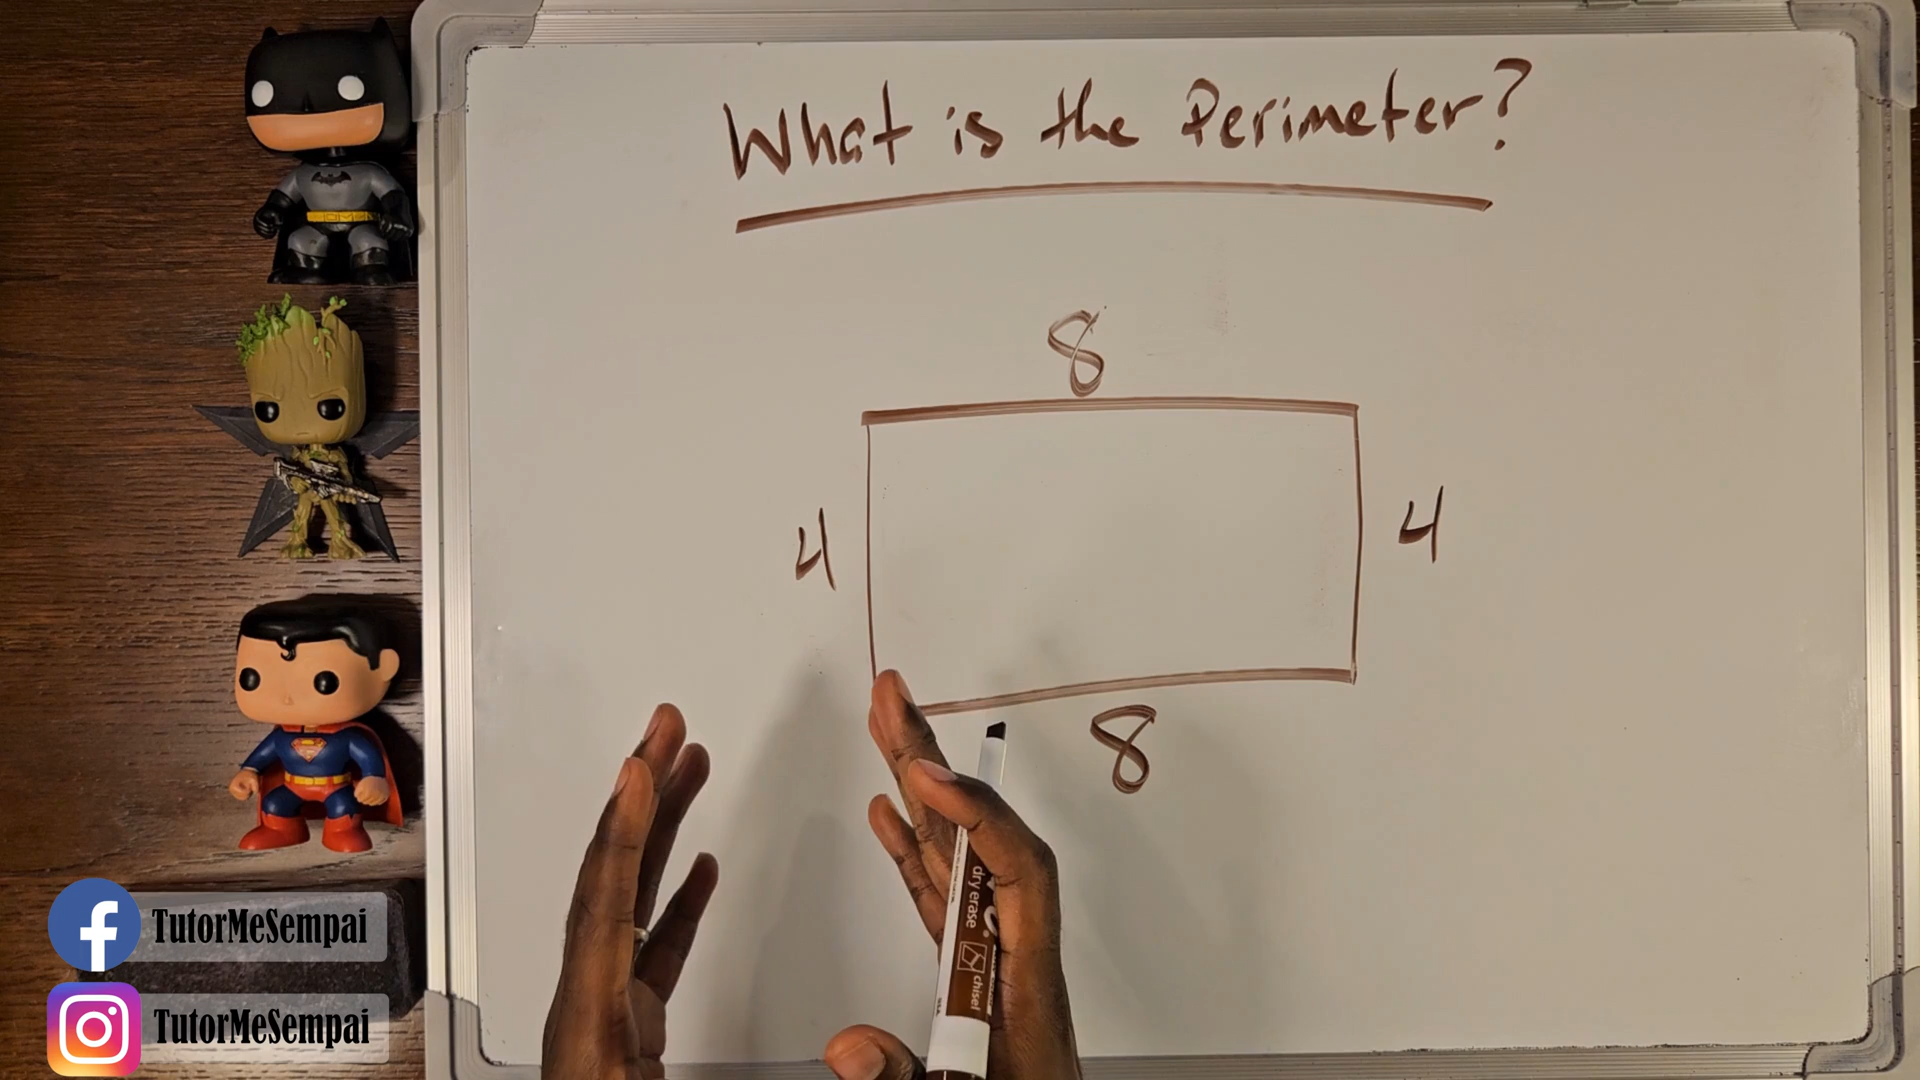 What is the Perimeter?
8
4
4
8
dry erase
chisel
TutorMeSempai
TutorMeSempai